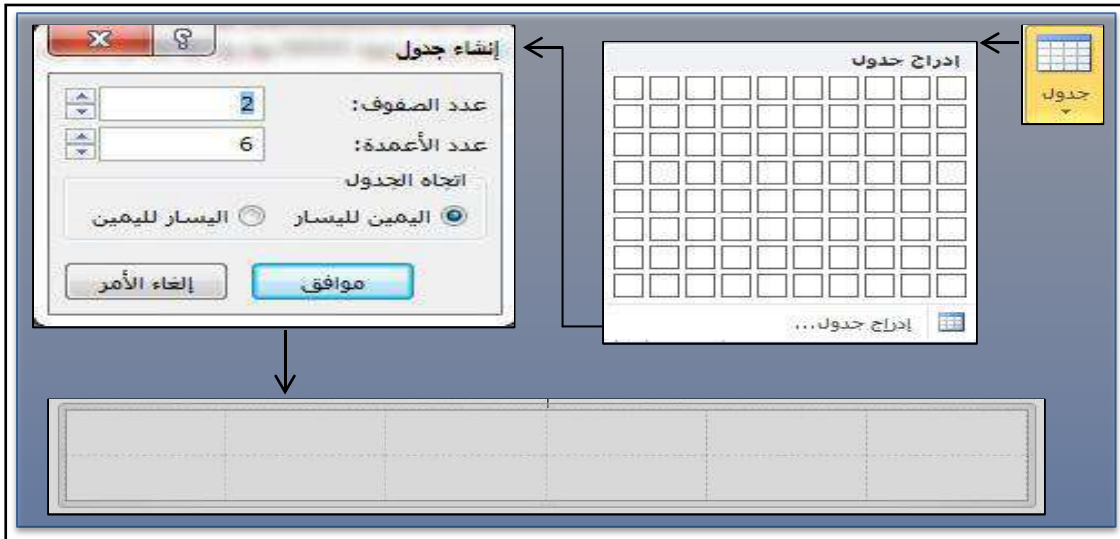 جدول
إدراج جدول
إدراج جدول...
إنشاء جدول
عدد الصفوف: 2
عدد الأعمدة: 6
اتجاه الجدول
اليمين لليسار اليسار لليمين
موافق إلغاء الأمر